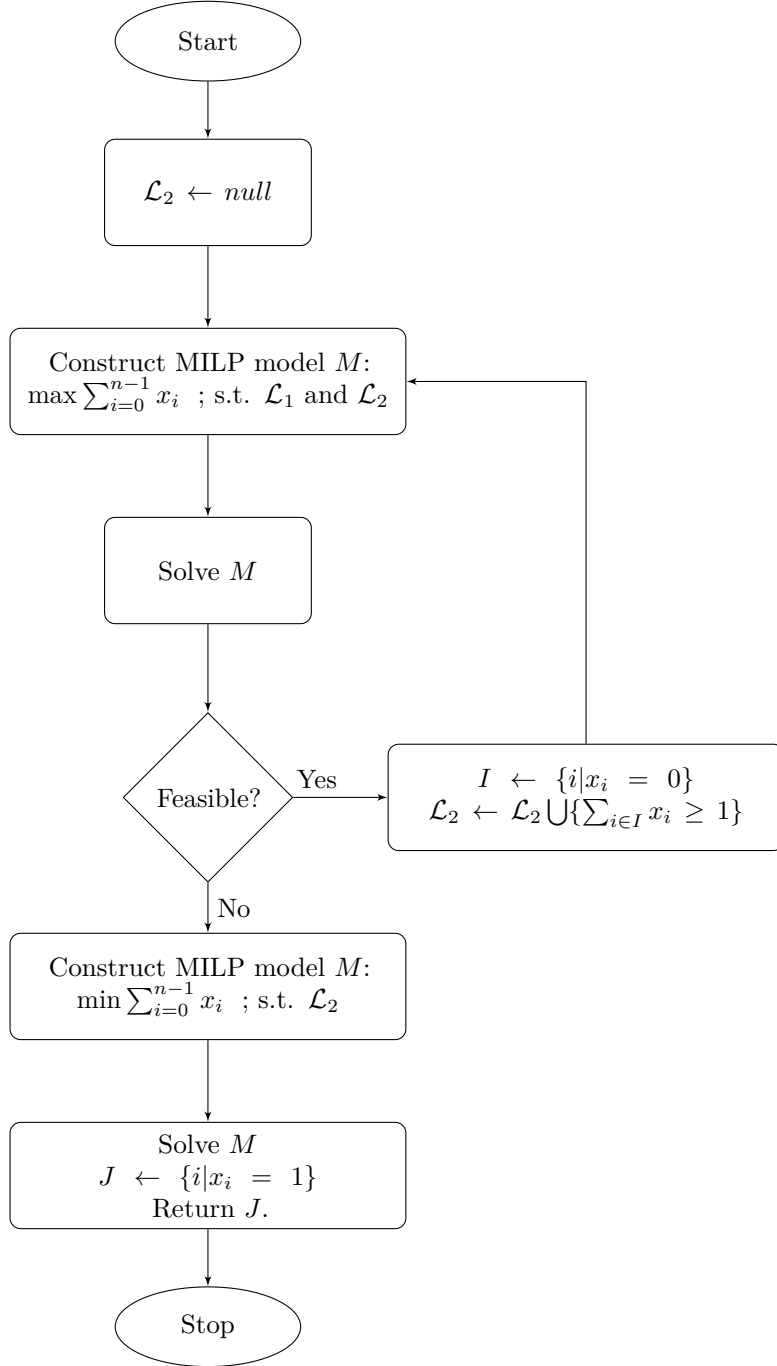 Start
$\mathcal{L}_2 \leftarrow null$
Construct MILP model $M$:
$\max \sum_{i=0}^{n-1} x_i$ ; s.t. $\mathcal{L}_1$ and $\mathcal{L}_2$
Solve $M$
Feasible?
Yes
$I \leftarrow \{i|x_i = 0\}$
$\mathcal{L}_2 \leftarrow \mathcal{L}_2 \bigcup \{\sum_{i \in I} x_i \geq 1\}$
No
Construct MILP model $M$:
$\min \sum_{i=0}^{n-1} x_i$ ; s.t. $\mathcal{L}_2$
Solve $M$
$J \leftarrow \{i|x_i = 1\}$
Return $J$.
Stop